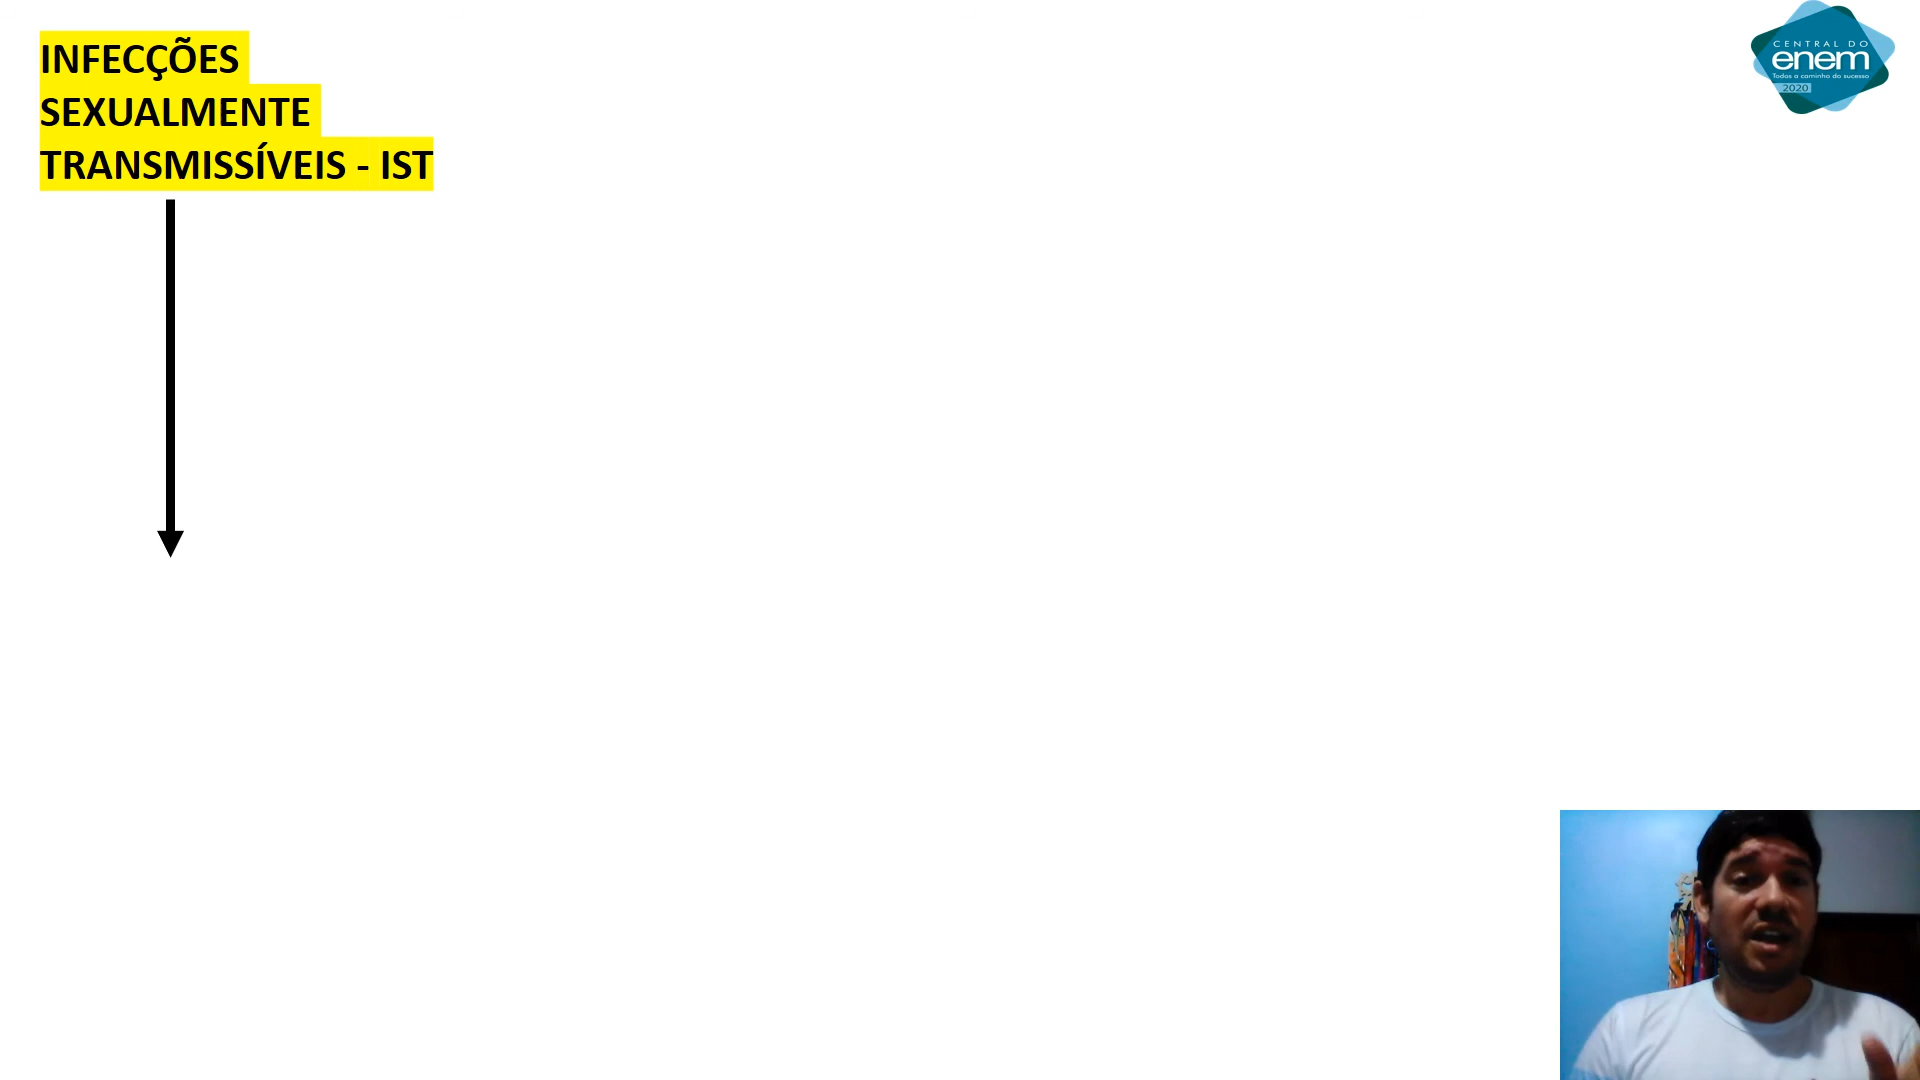 INFECÇÕES
SEXUALMENTE
TRANSMISSÍVEIS - IST
CENTRAL DO
enem
Todos a caminho do sucesso
2020